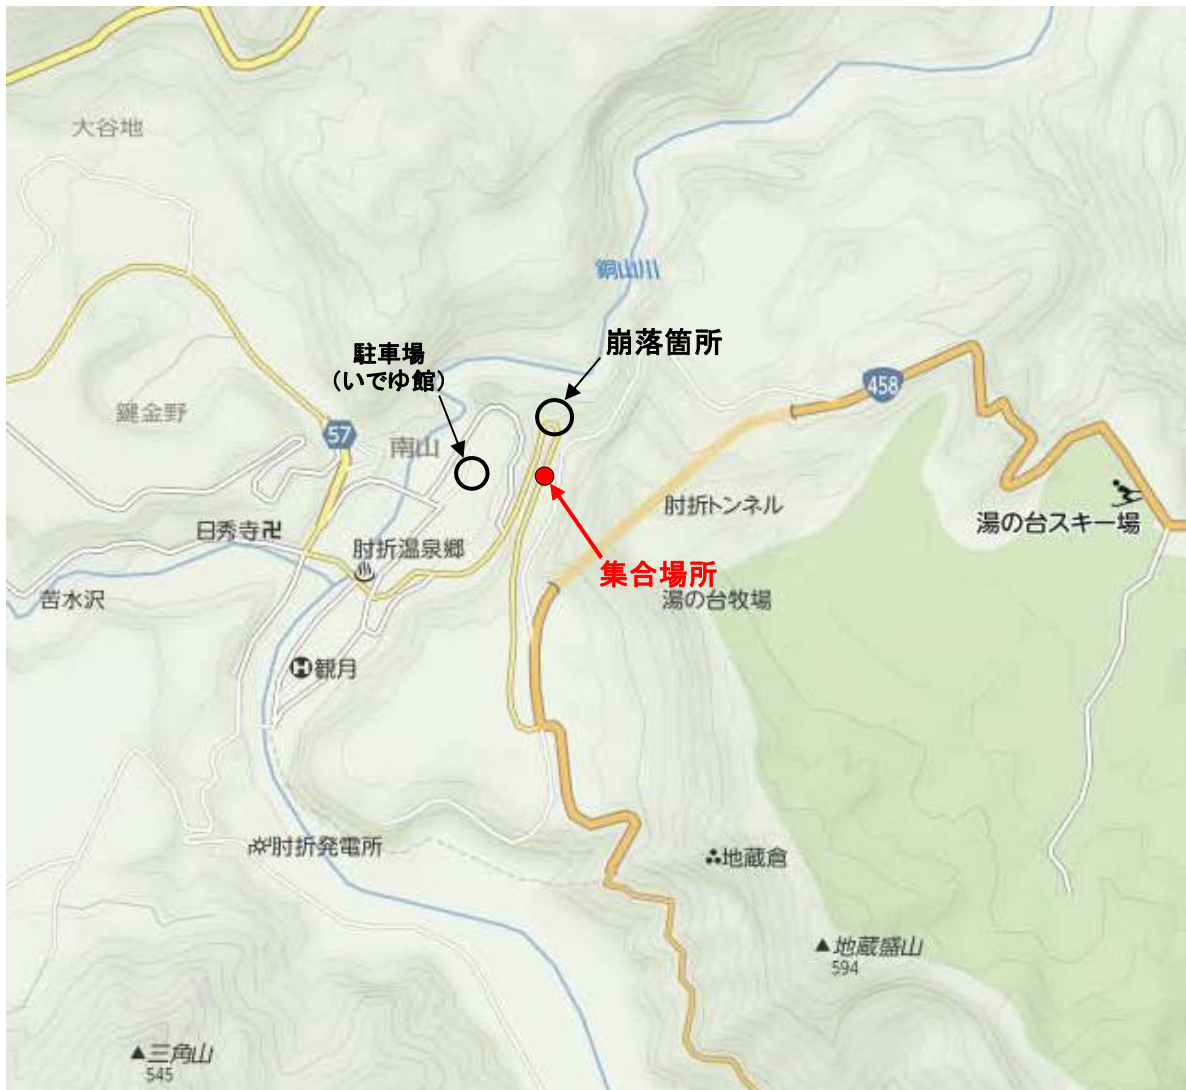 大谷地
銅山川
崩落箇所
駐車場
(いでゆ館)
458
鍵金野
57
南山
肘折トンネル
湯の台スキー場
日秀寺
肘折温泉郷
集合場所
苦水沢
湯の台牧場
H観月
肘折発電所
地蔵倉
地蔵盛山
594
三角山
545